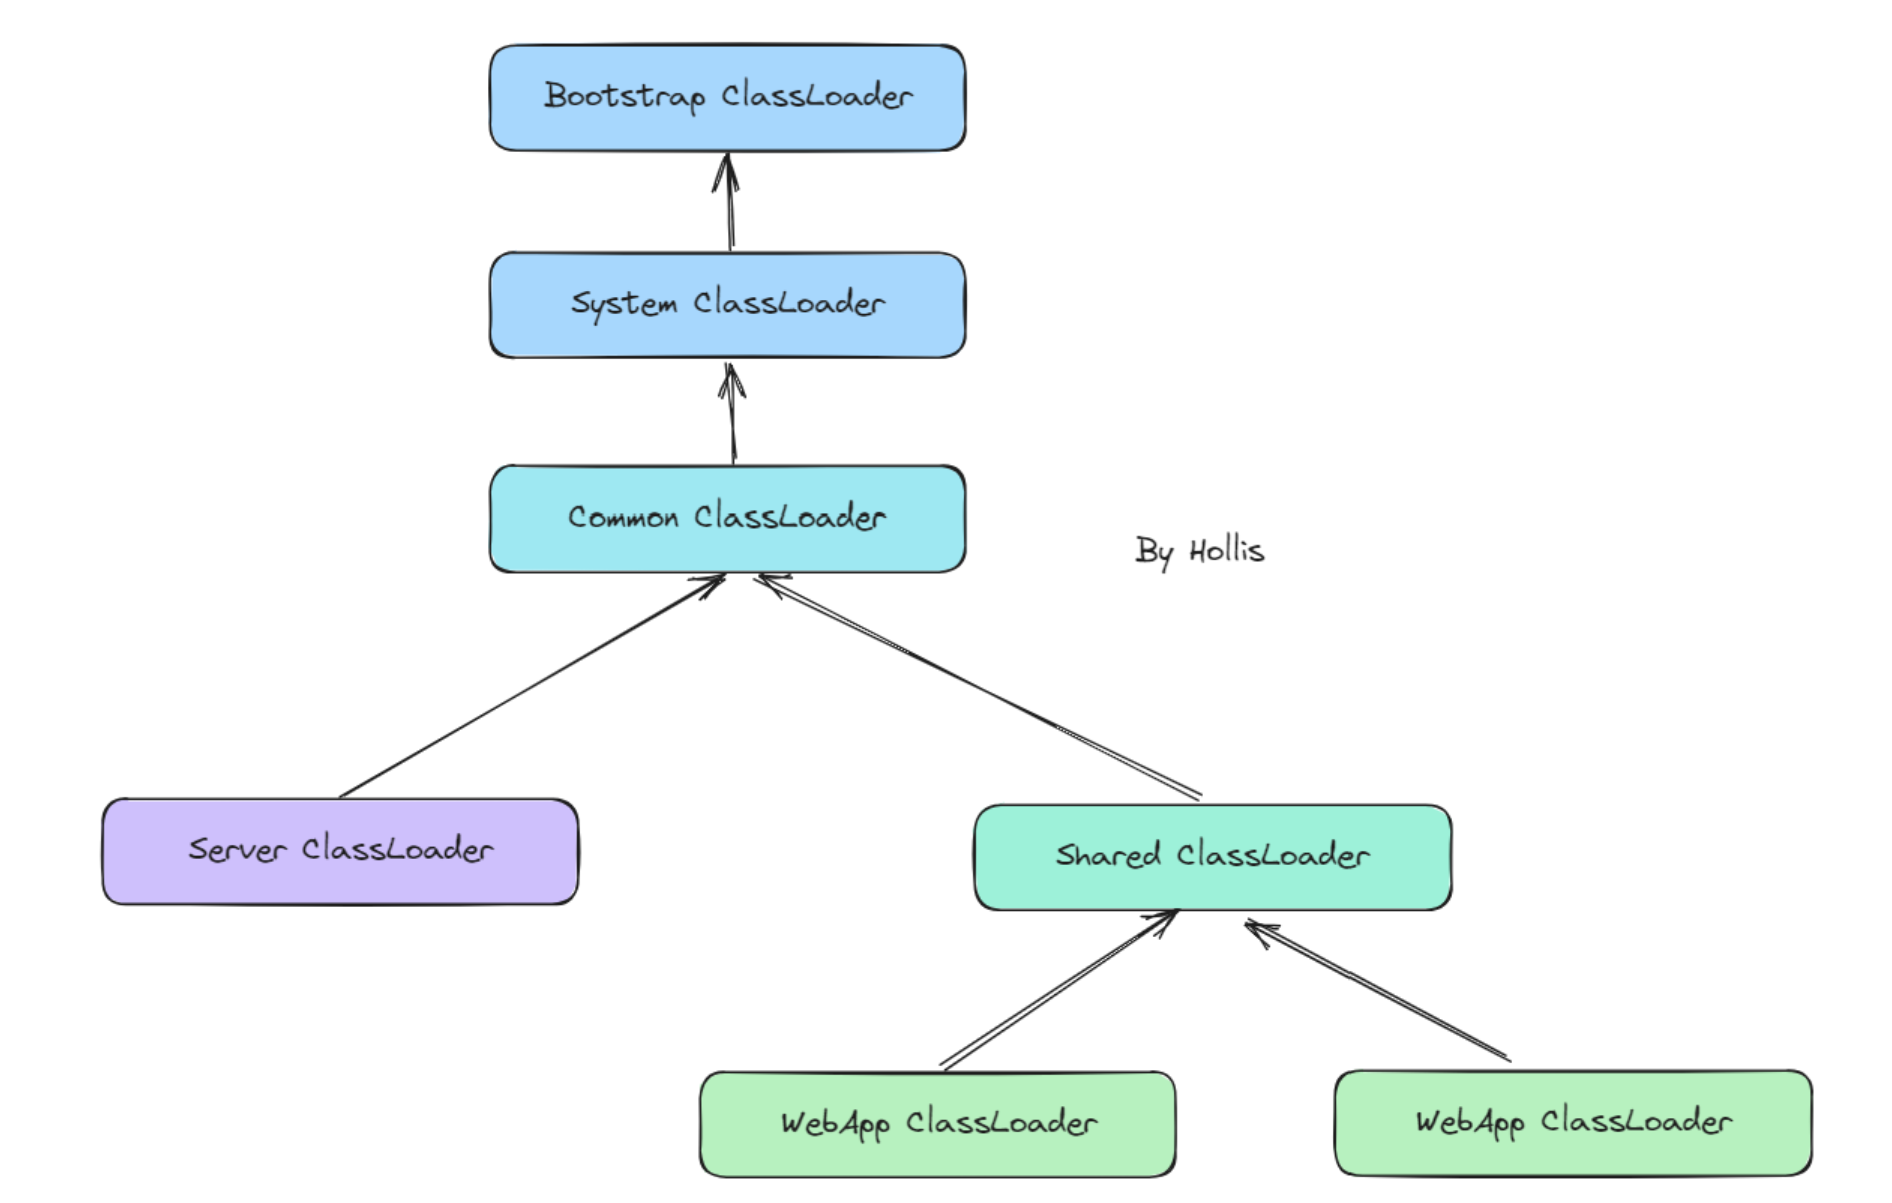 Bootstrap ClassLoader
System ClassLoader
Common ClassLoader
By Hollis
Server ClassLoader
Shared ClassLoader
WebApp ClassLoader
WebApp ClassLoader